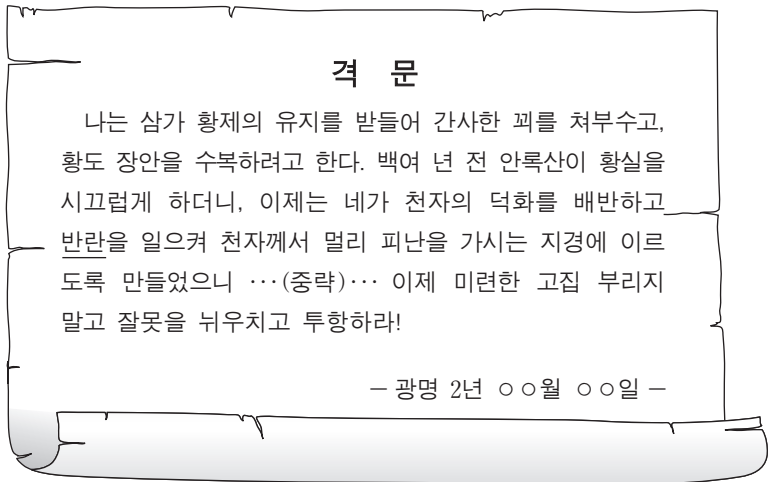 격 문
나는 삼가 황제의 유지를 받들어 간사한 꾀를 쳐부수고,
황도 장안을 수복하려고 한다. 백여 년 전 안록산이 황실을
시끄럽게 하더니, 이제는 네가 천자의 덕화를 배반하고
반란을 일으켜 천자께서 멀리 피난을 가시는 지경에 이르
도록 만들었으니 …(중략)… 이제 미련한 고집 부리지
말고 잘못을 뉘우치고 투항하라!
– 광명 2년 ○○월 ○○일 –